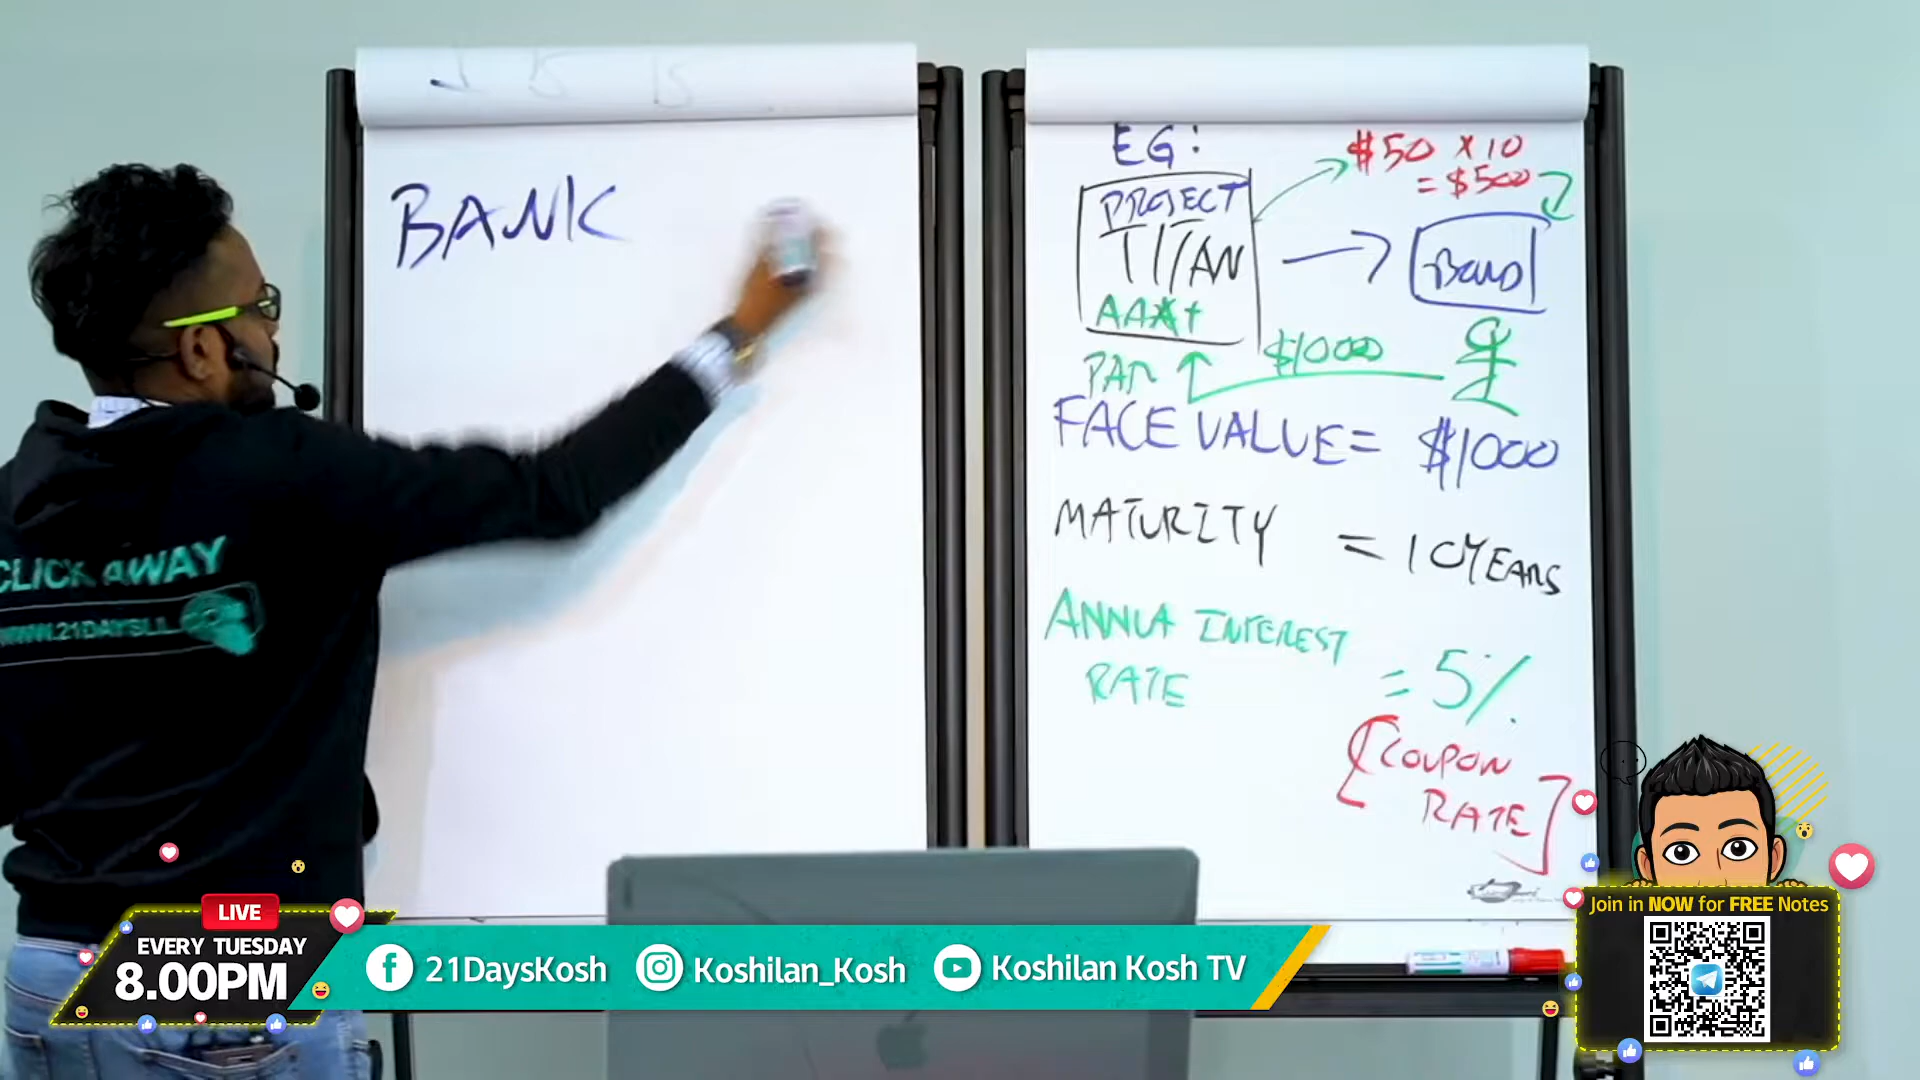 BANK
EG:
$50 x 10
= $500
PROJECT
TITAN
Bond
$1000
PAR
FACE VALUE = $1000
MATURITY = 10 YEARS
ANNUA INTEREST
RATE
= 5%
COUPON
RATE
CLICK AWAY
WWW.21DAYSLL
LIVE
EVERY TUESDAY
8.00PM
21DaysKosh
Koshilan_Kosh
Koshilan Kosh TV
Join in NOW for FREE Notes